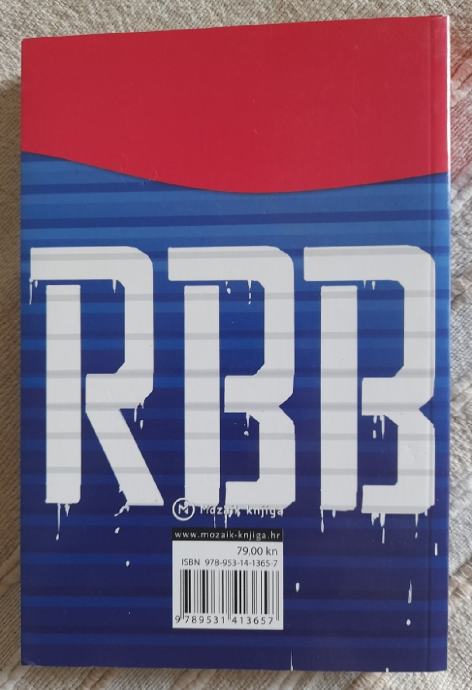 RBB
Mozaik knjiga
www.mozaik-knjiga.hr
79,00 kn
ISBN 978-953-14-1365-7
9 789531 413657